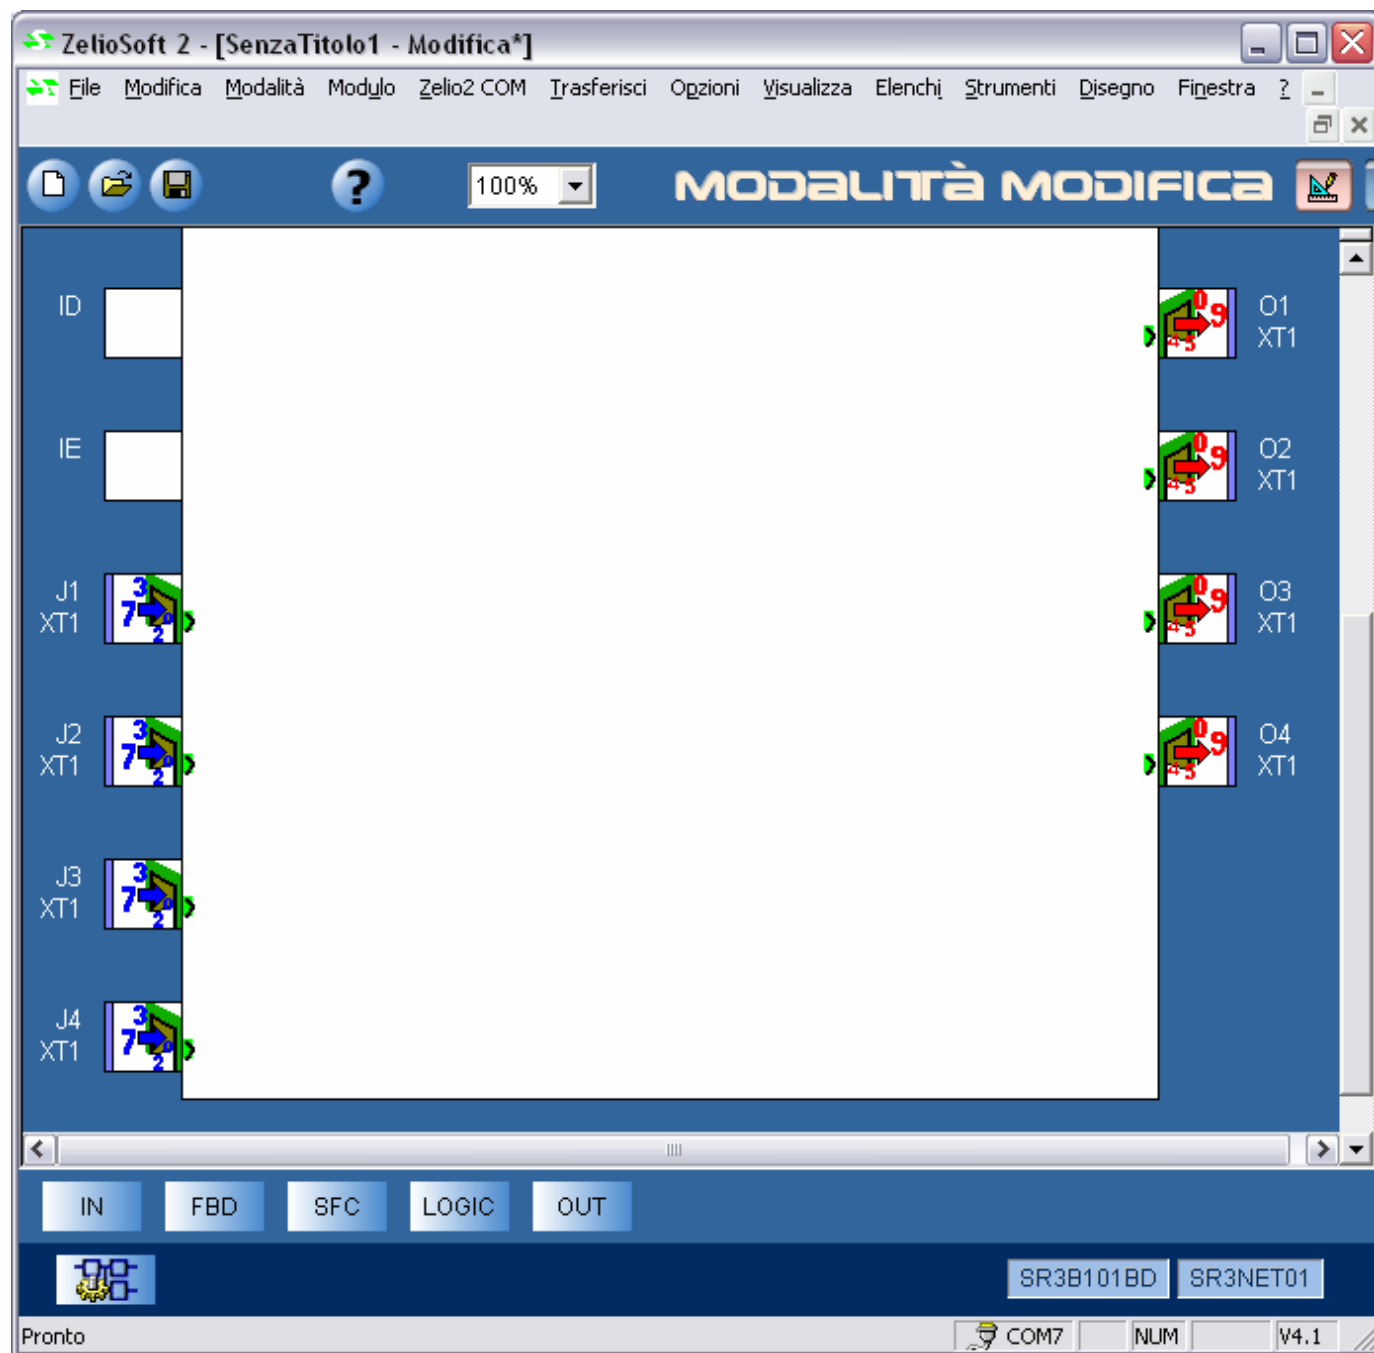 ZelioSoft 2 - [SenzaTitolo1 - Modifica*]
File Modifica Modalità Modulo Zelio2 COM Trasferisci Opzioni Visualizza Elenchi Strumenti Disegno Finestra ?
? 100% MODALITÀ MODIFICA
ID
IE
J1
XT1
J2
XT1
J3
XT1
J4
XT1
O1
XT1
O2
XT1
O3
XT1
O4
XT1
IN FBD SFC LOGIC OUT
SR3B101BD SR3NET01
Pronto COM7 NUM V4.1